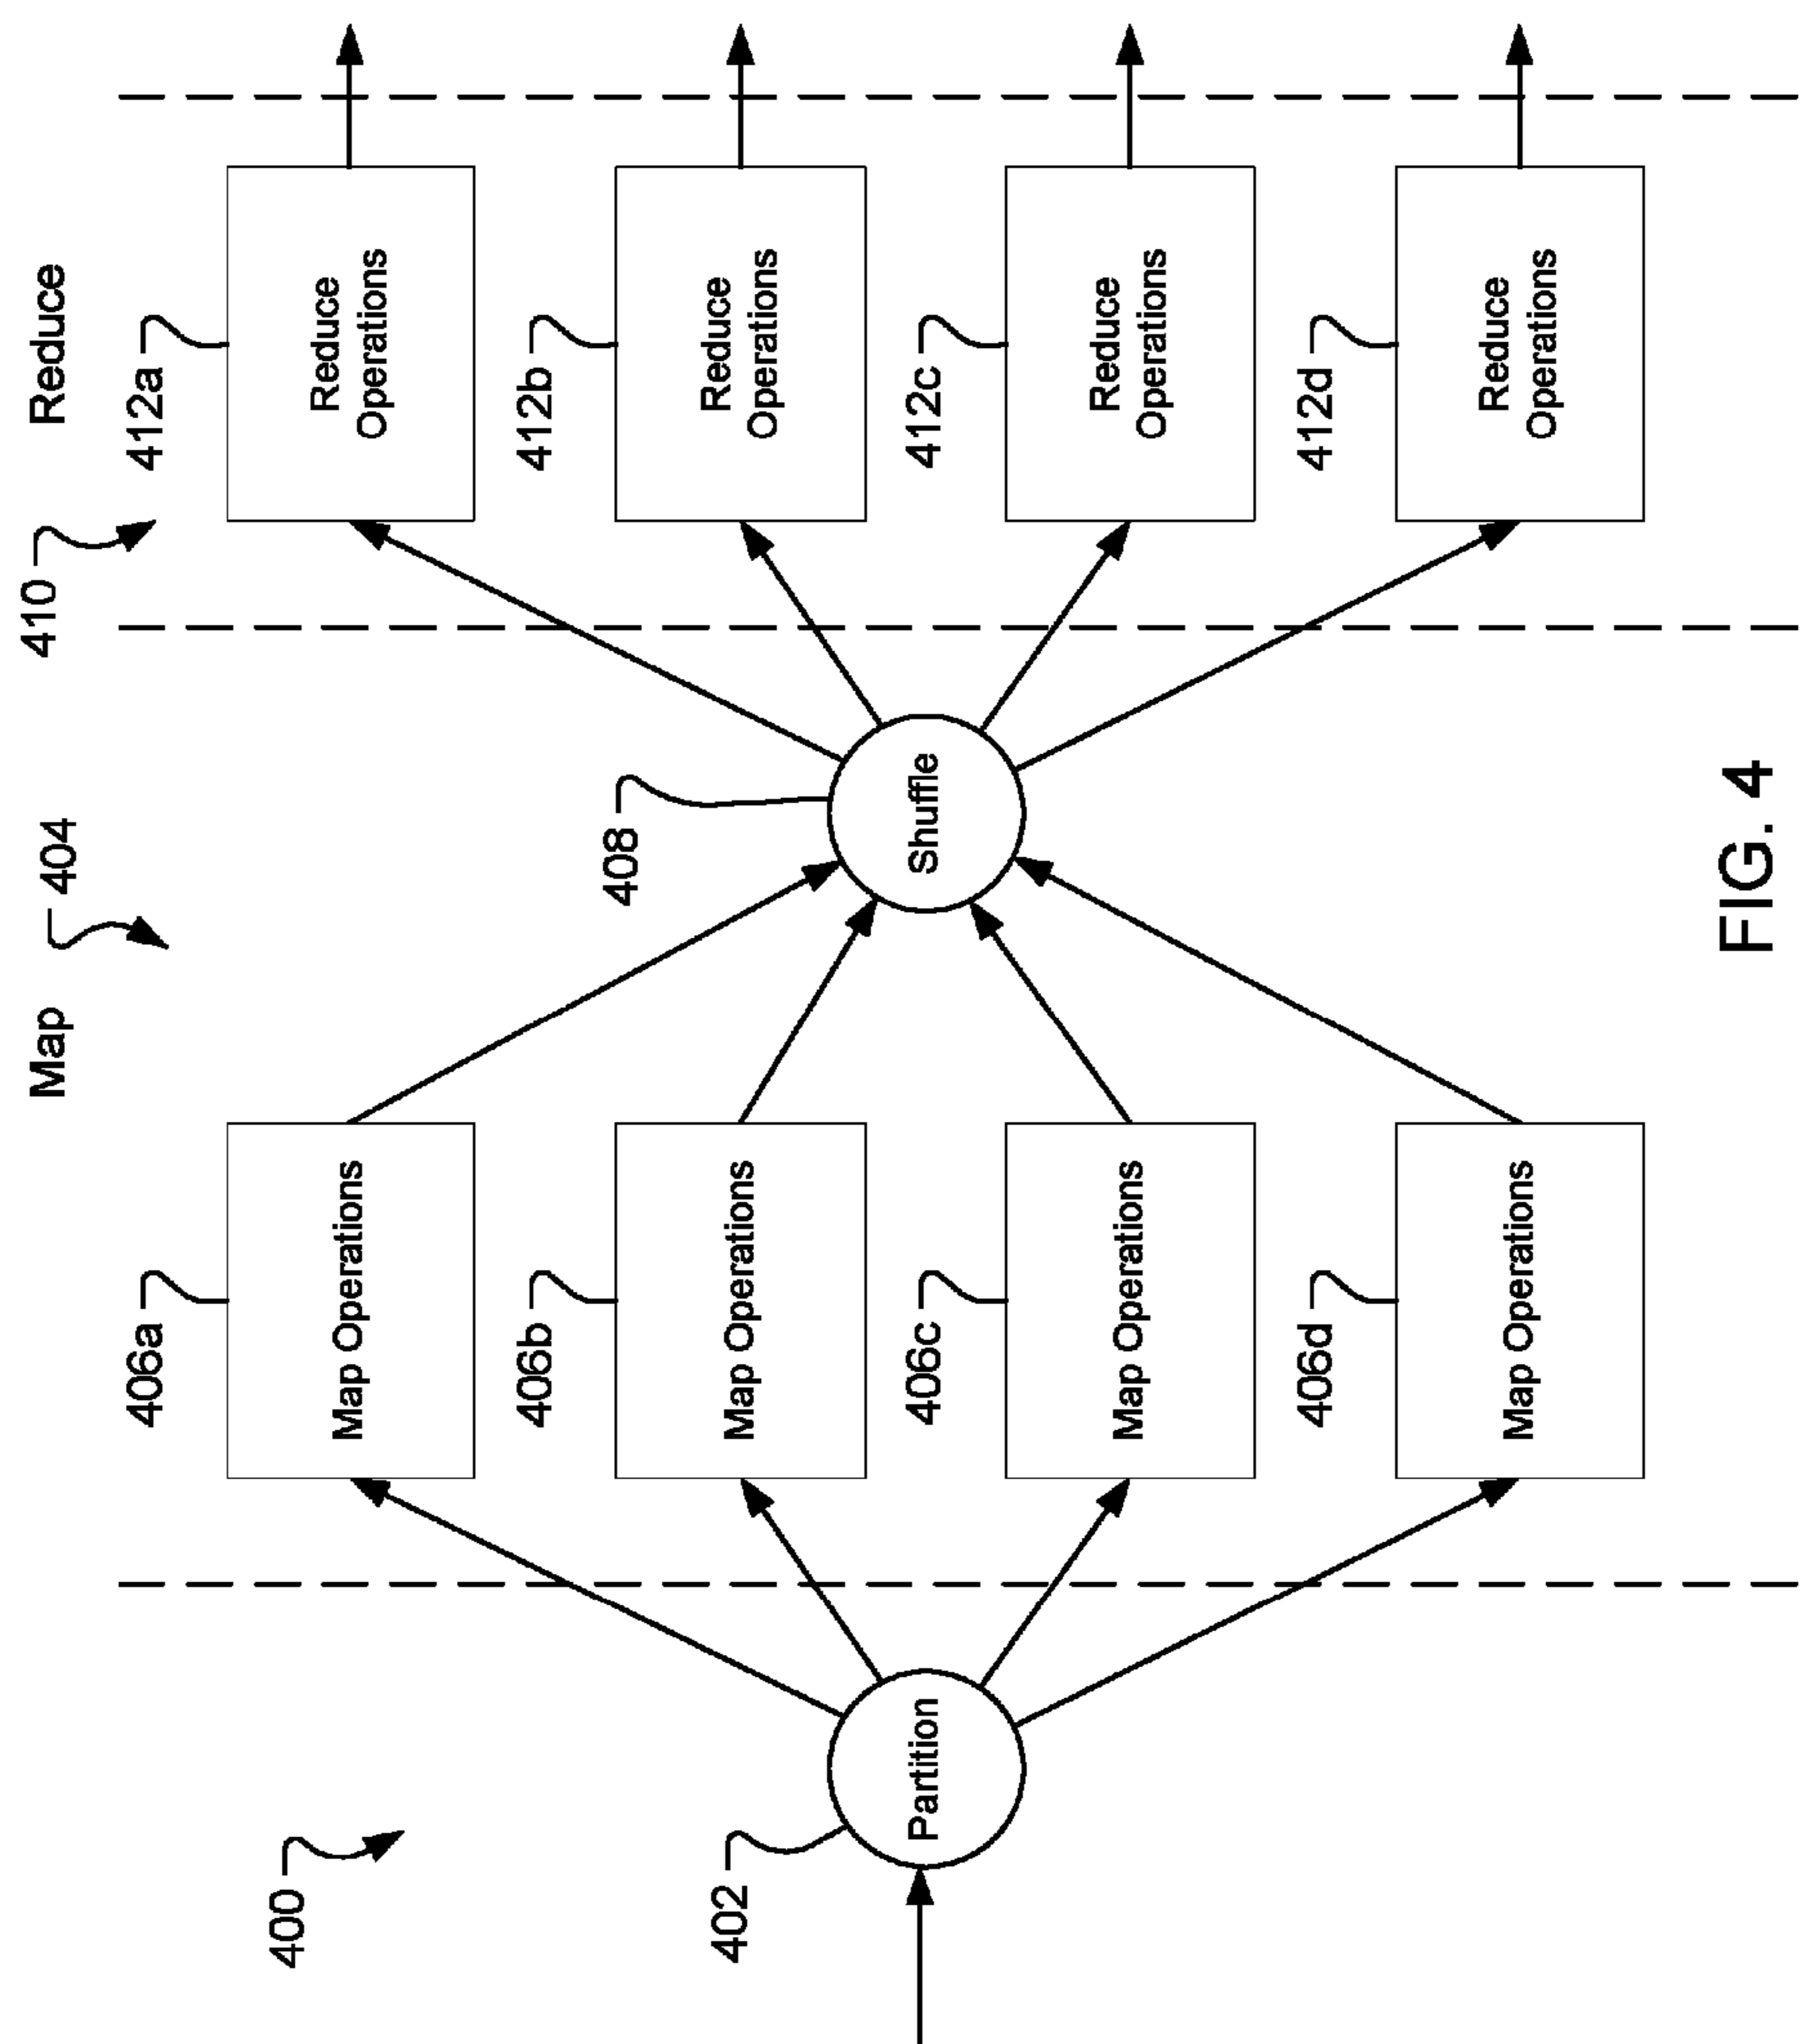 Map
404
Reduce
410
400
402
Partition
406a
Map Operations
406b
Map Operations
406c
Map Operations
406d
Map Operations
408
Shuffle
412a
Reduce
Operations
412b
Reduce
Operations
412c
Reduce
Operations
412d
Reduce
Operations
FIG. 4